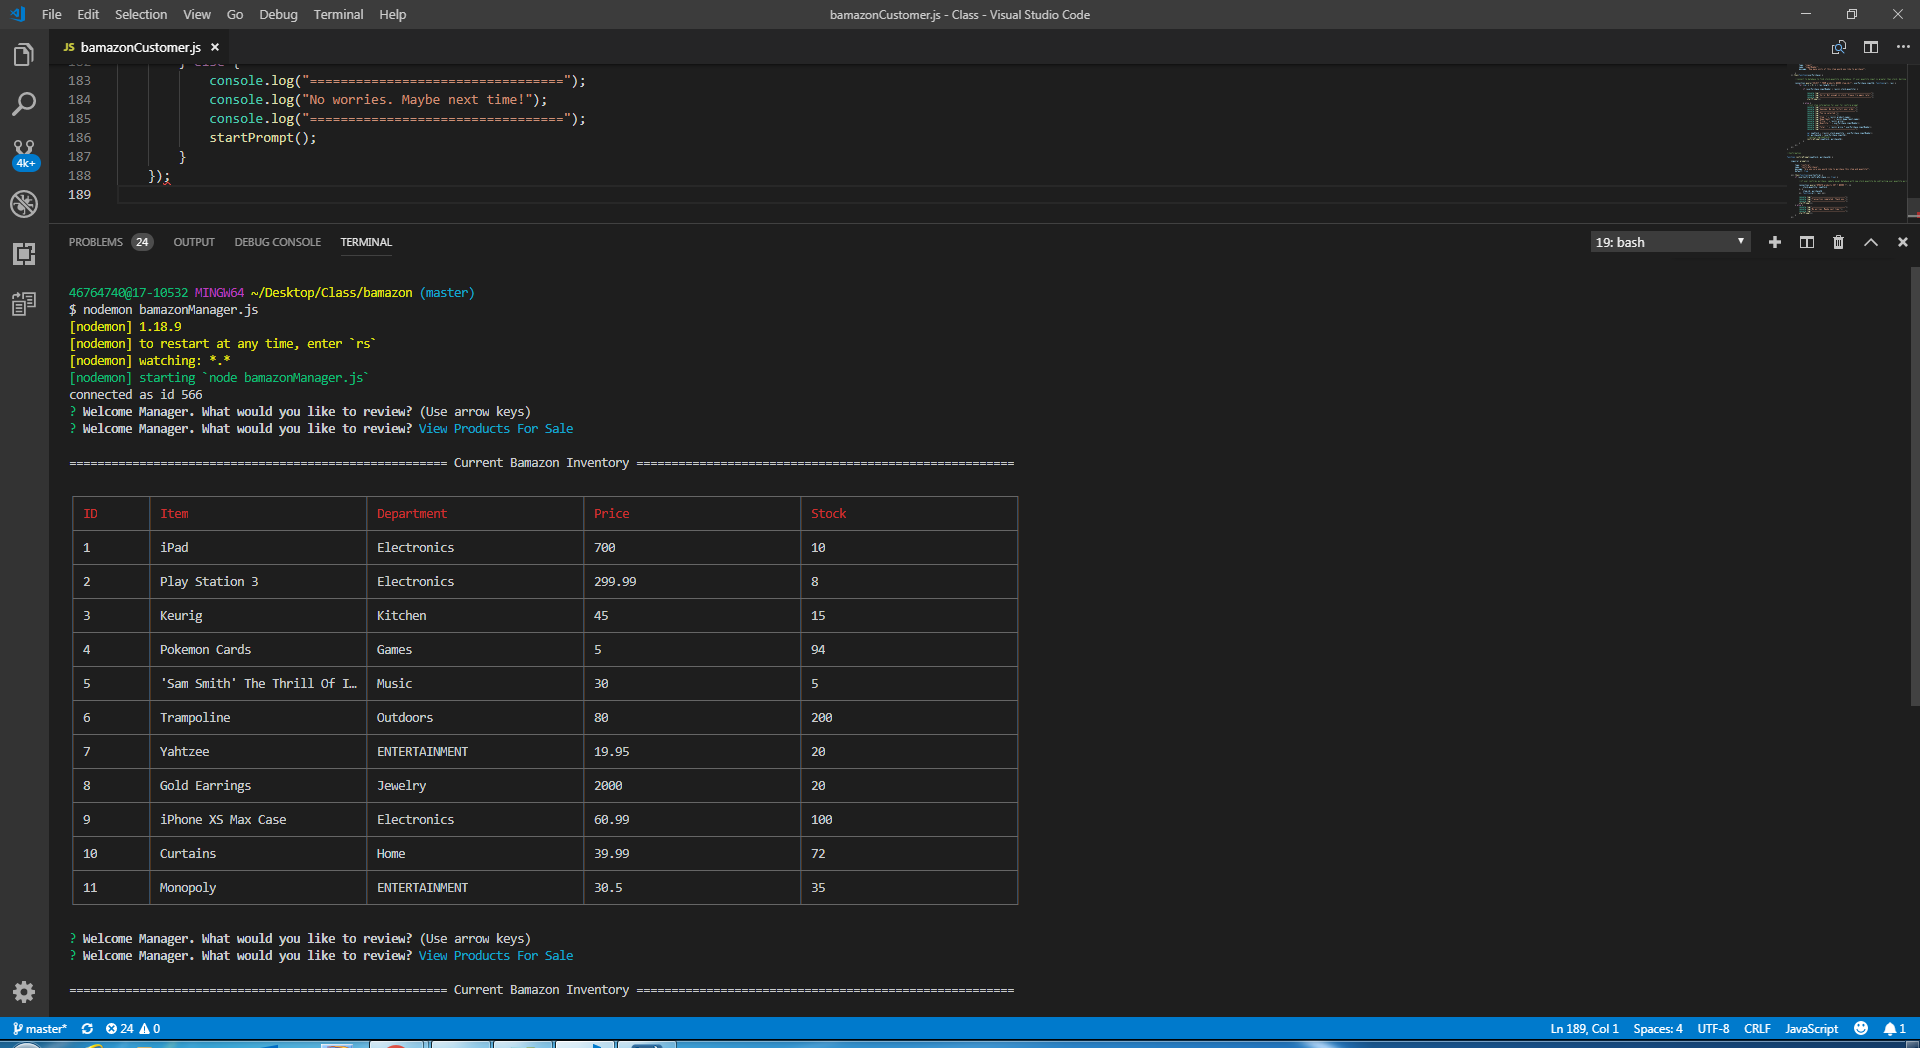 File Edit Selection View Go Debug Terminal Help
bamazonCustomer.js - Class - Visual Studio Code
JS bamazonCustomer.js ×
182 } else {
183 console.log("=================================");
184 console.log("No worries. Maybe next time!");
185 console.log("=================================");
186 startPrompt();
187 }
188 });
189
4k+
PROBLEMS 24 OUTPUT DEBUG CONSOLE TERMINAL
19: bash
46764740@17-10532 MINGW64 ~/Desktop/Class/bamazon (master)
$ nodemon bamazonManager.js
[nodemon] 1.18.9
[nodemon] to restart at any time, enter `rs`
[nodemon] watching: *.*
[nodemon] starting `node bamazonManager.js`
connected as id 566
? Welcome Manager. What would you like to review? (Use arrow keys)
? Welcome Manager. What would you like to review? View Products For Sale
====================================================== Current Bamazon Inventory ======================================================
ID Item Department Price Stock
1 iPad Electronics 700 10
2 Play Station 3 Electronics 299.99 8
3 Keurig Kitchen 45 15
4 Pokemon Cards Games 5 94
5 'Sam Smith' The Thrill Of I… Music 30 5
6 Trampoline Outdoors 80 200
7 Yahtzee ENTERTAINMENT 19.95 20
8 Gold Earrings Jewelry 2000 20
9 iPhone XS Max Case Electronics 60.99 100
10 Curtains Home 39.99 72
11 Monopoly ENTERTAINMENT 30.5 35
? Welcome Manager. What would you like to review? (Use arrow keys)
? Welcome Manager. What would you like to review? View Products For Sale
====================================================== Current Bamazon Inventory ======================================================
master* 24 0
Ln 189, Col 1 Spaces: 4 UTF-8 CRLF JavaScript 1